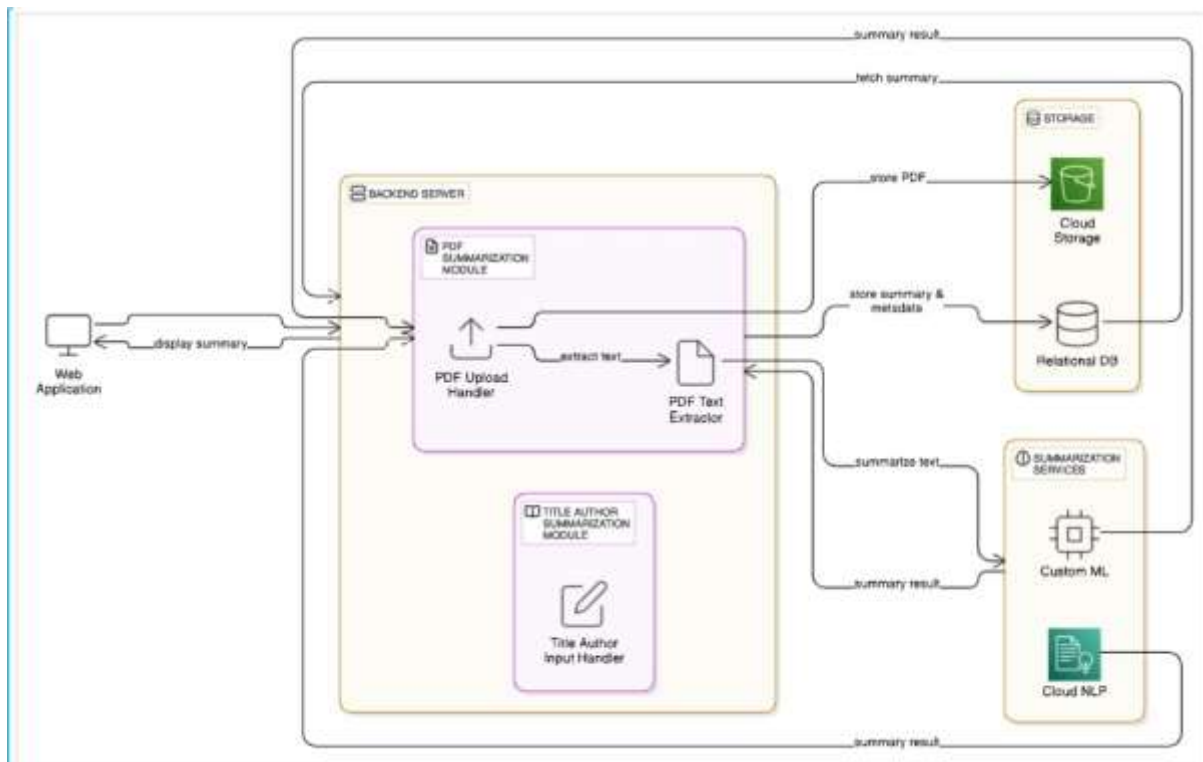 summary result
fetch summary
STORAGE
store PDF
BACKEND SERVER
Cloud
Storage
PDF
SUMMARIZATION
MODULE
store summary &
metadata
display summary
extract text
Web
Application
PDF Upload
Handler
Relational DB
PDF Text
Extractor
summarize text
SUMMARIZATION
SERVICES
TITLE AUTHOR
SUMMARIZATION
MODULE
Custom ML
summary result
Title Author
Input Handler
Cloud NLP
summary result